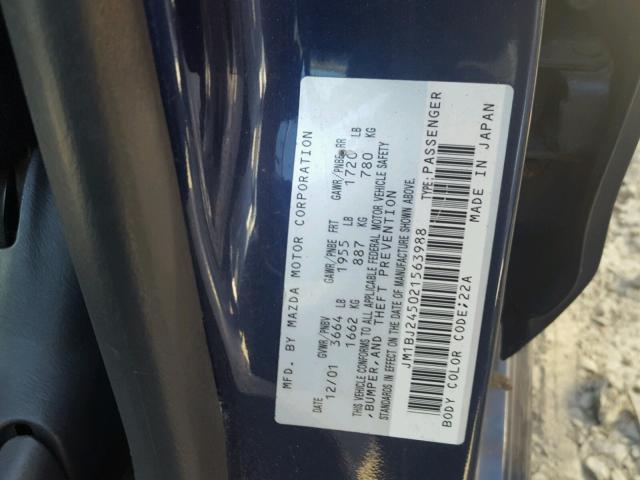 MFD. BY MAZDA MOTOR CORPORATION
DATE GVWR/PNBV GAWR/PNBE FRT GAWR/PNBE RR
12/01 3664 LB 1955 LB 1720 LB
1662 KG 887 KG 780 KG
THIS VEHICLE CONFORMS TO ALL APPLICABLE FEDERAL MOTOR VEHICLE SAFETY
, BUMPER, AND THEFT PREVENTION
STANDARDS IN EFFECT ON THE DATE OF MANUFACTURE SHOWN ABOVE.
JM1BJ245021563988 TYPE:PASSENGER
BODY COLOR CODE*22A MADE IN JAPAN